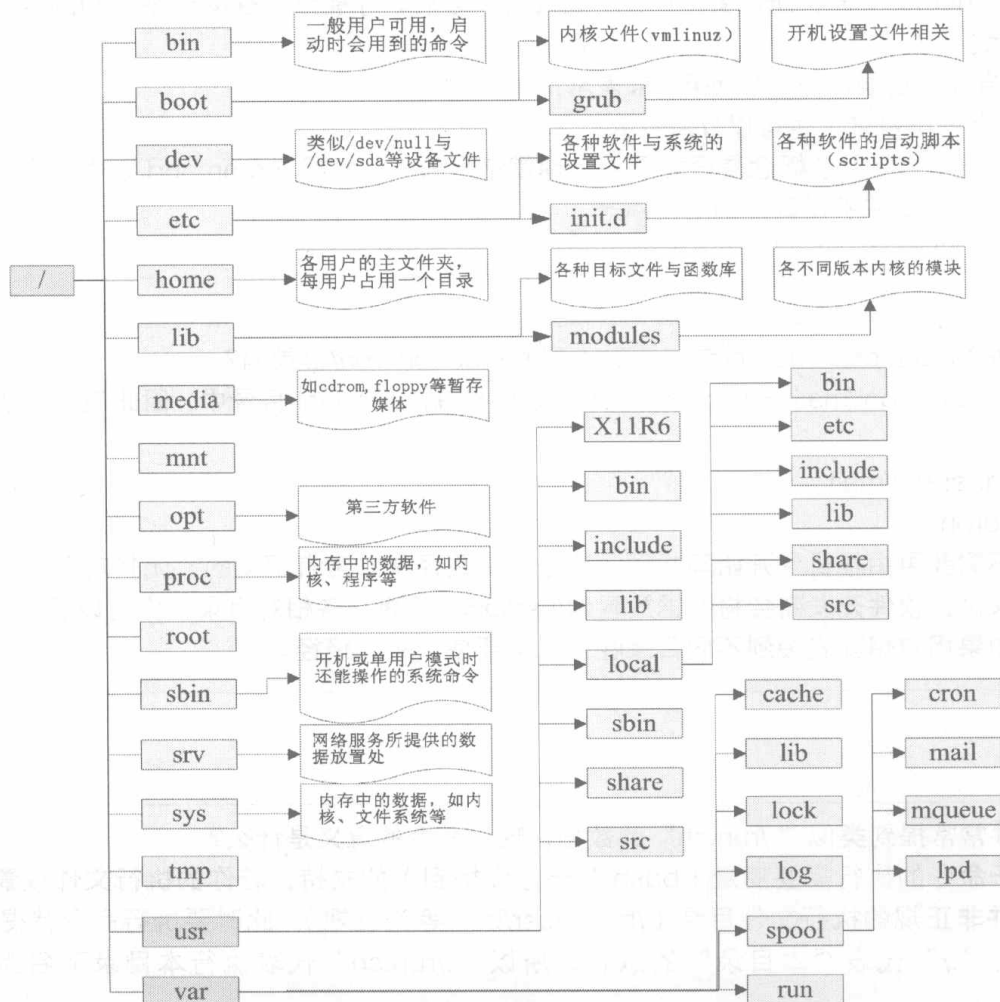 bin
一般用户可用，启
动时会用到的命令
内核文件(vmlinuz)
开机设置文件相关
boot
grub
dev
类似/dev/null与
/dev/sda等设备文件
各种软件与系统的
设置文件
各种软件的启动脚本
(scripts)
etc
init.d
/
home
各用户的主文件夹，
每用户占用一个目录
各种目标文件与函数库
各不同版本内核的模块
lib
modules
media
如cdrom,floppy等暂存
媒体
mnt
opt
第三方软件
proc
内存中的数据，如内
核、程序等
root
sbin
开机或单用户模式时
还能操作的系统命令
srv
网络服务所提供的数
据放置处
sys
内存中的数据，如内
核、文件系统等
tmp
usr
var
X11R6
bin
include
lib
local
sbin
share
src
bin
etc
include
lib
share
src
cache
lib
lock
log
spool
run
cron
mail
mqueue
lpd